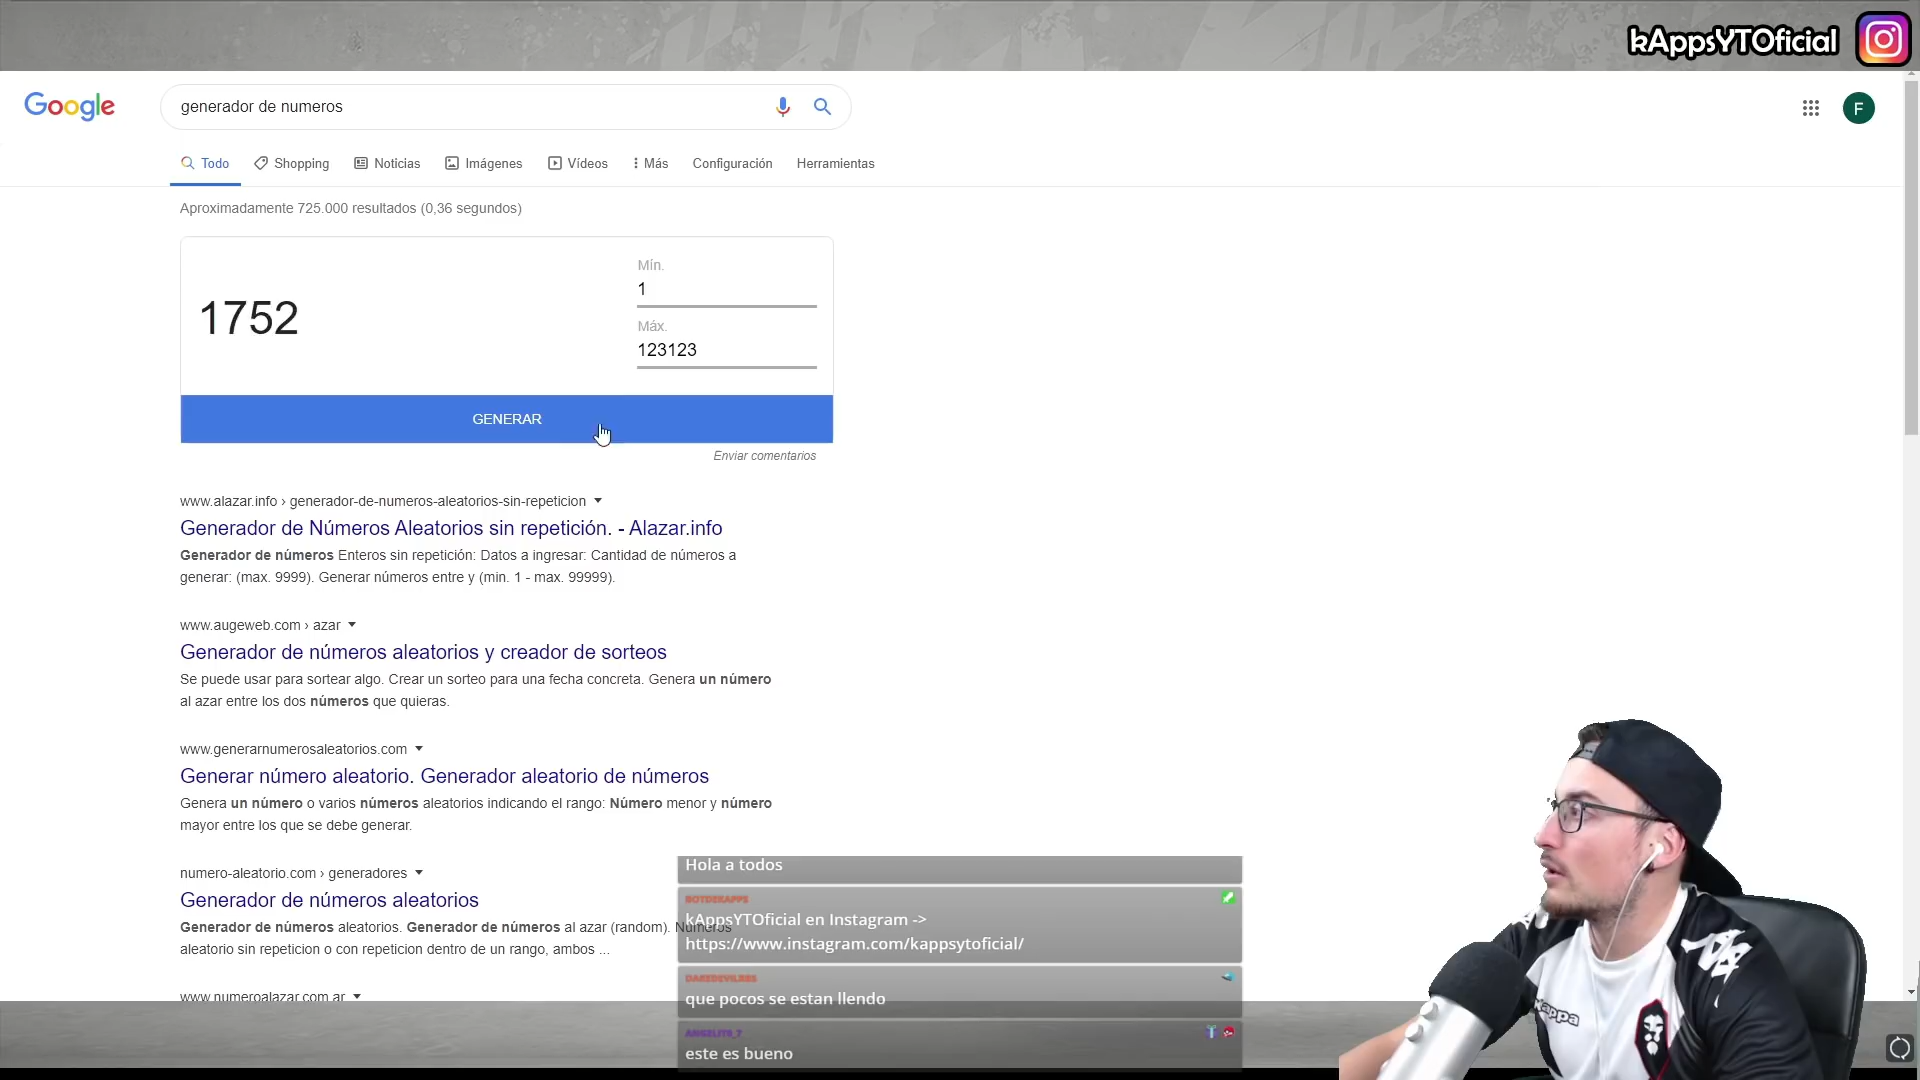 kAppsYTOficial
Google
generador de numeros
F
Todo
Shopping
Noticias
Imágenes
Vídeos
Más
Configuración
Herramientas
Aproximadamente 725.000 resultados (0,36 segundos)
Mín.
1
1752
Máx.
123123
GENERAR
Enviar comentarios
www.alazar.info › generador-de-numeros-aleatorios-sin-repeticion
Generador de Números Aleatorios sin repetición. - Alazar.info
Generador de números Enteros sin repetición: Datos a ingresar: Cantidad de números a
generar: (max. 9999). Generar números entre y (min. 1 - max. 99999).
www.augeweb.com › azar
Generador de números aleatorios y creador de sorteos
Se puede usar para sortear algo. Crear un sorteo para una fecha concreta. Genera un número
al azar entre los dos números que quieras.
www.generarnumerosaleatorios.com
Generar número aleatorio. Generador aleatorio de números
Genera un número o varios números aleatorios indicando el rango: Número menor y número
mayor entre los que se debe generar.
numero-aleatorio.com › generadores
Generador de números aleatorios
Generador de números aleatorios. Generador de números al azar (random). Números
aleatorio sin repeticion o con repeticion dentro de un rango, ambos ...
www.numeroalazar.com.ar
Hola a todos
BOTDEKAPPS
kAppsYTOficial en Instagram ->
https://www.instagram.com/kappsytoficial/
que pocos se estan llendo
ANGELIT0_7
este es bueno
kappa